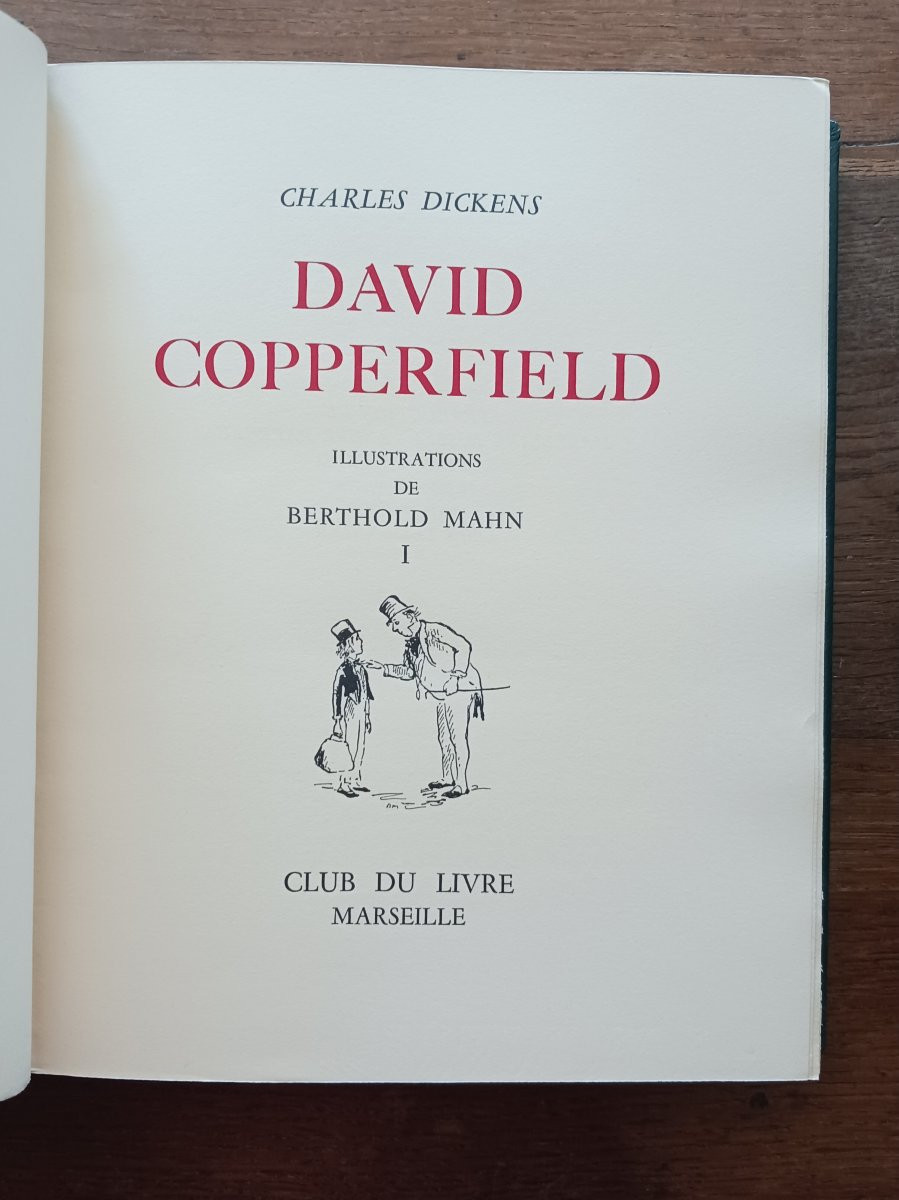 CHARLES DICKENS
DAVID
COPPERFIELD
ILLUSTRATIONS
DE
BERTHOLD MAHN
I
CLUB DU LIVRE
MARSEILLE